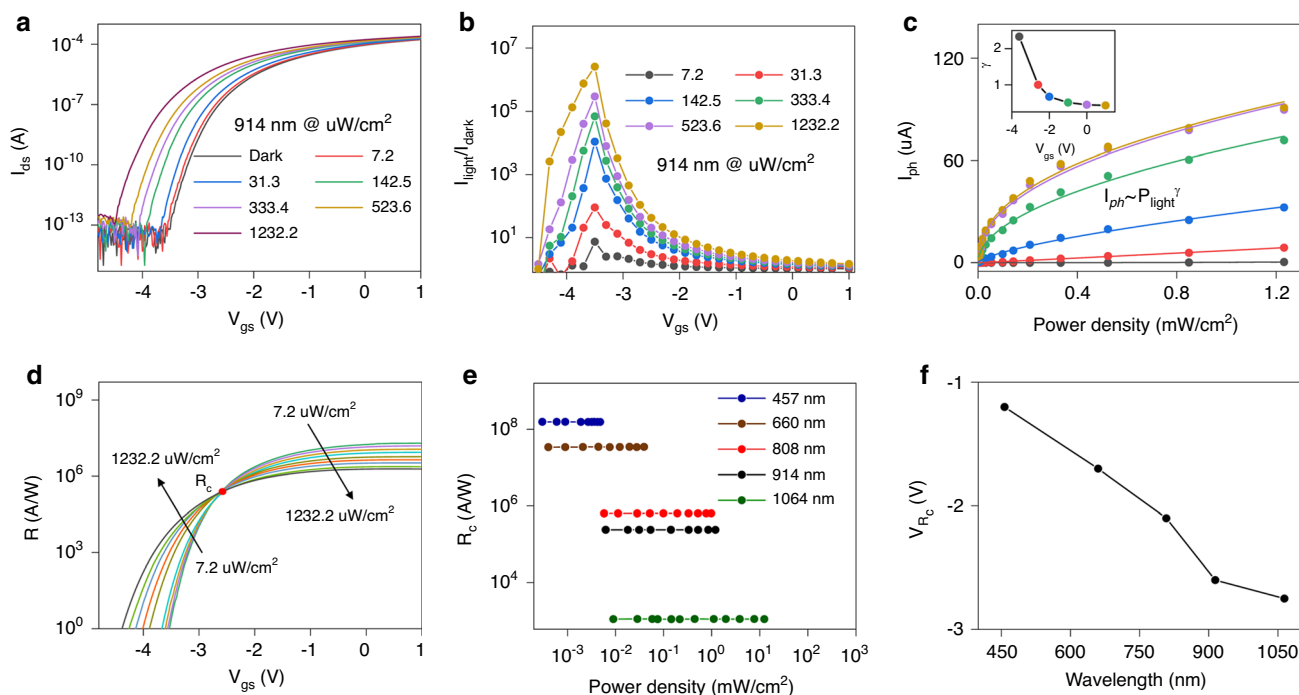 a
I_ds (A)
10^-4
10^-7
10^-10
10^-13
914 nm @ uW/cm^2
Dark
7.2
31.3
142.5
333.4
523.6
1232.2
-4
-3
-2
-1
0
1
V_gs (V)
b
I_light/I_dark
10^7
10^5
10^3
10^1
7.2
31.3
142.5
333.4
523.6
1232.2
914 nm @ uW/cm^2
-4
-3
-2
-1
0
1
V_gs (V)
c
I_ph (uA)
120
60
0
γ
2
1
-4
-2
0
V_gs (V)
I_ph~P_light^γ
0.0
0.4
0.8
1.2
Power density (mW/cm^2)
d
R (A/W)
10^9
10^6
10^3
10^0
7.2 uW/cm^2
1232.2 uW/cm^2
R_c
1232.2 uW/cm^2
7.2 uW/cm^2
-4
-3
-2
-1
0
1
V_gs (V)
e
R_c (A/W)
10^8
10^6
10^4
457 nm
660 nm
808 nm
914 nm
1064 nm
10^-3
10^-2
10^-1
10^0
10^1
10^2
10^3
Power density (mW/cm^2)
f
V_Rc (V)
-1
-2
-3
450
600
750
900
1050
Wavelength (nm)